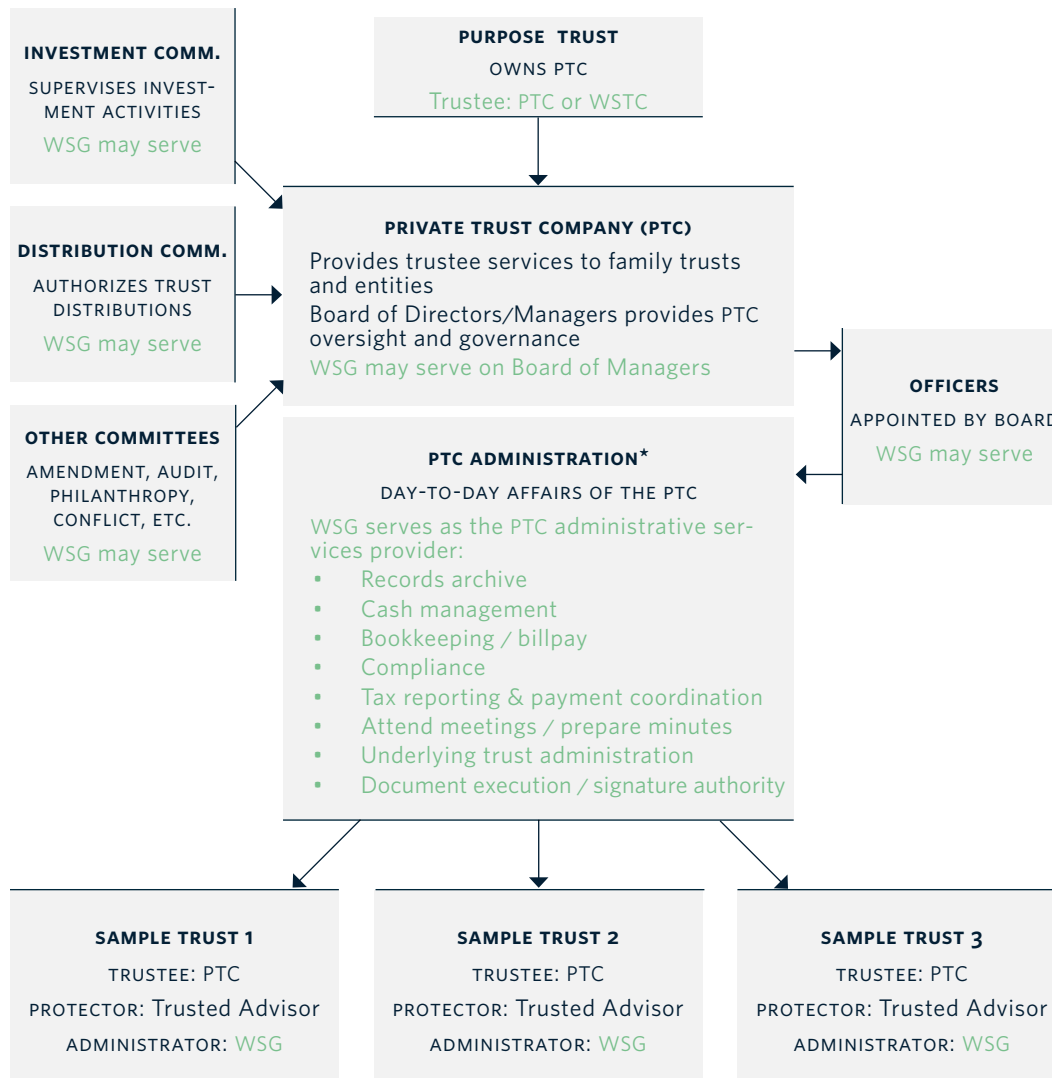 INVESTMENT COMM.
SUPERVISES INVEST-
MENT ACTIVITIES
WSG may serve
PURPOSE TRUST
OWNS PTC
Trustee: PTC or WSTC
DISTRIBUTION COMM.
AUTHORIZES TRUST
DISTRIBUTIONS
WSG may serve
PRIVATE TRUST COMPANY (PTC)
Provides trustee services to family trusts
and entities
Board of Directors/Managers provides PTC
oversight and governance
WSG may serve on Board of Managers
OTHER COMMITTEES
AMENDMENT, AUDIT,
PHILANTHROPY,
CONFLICT, ETC.
WSG may serve
OFFICERS
APPOINTED BY BOARD
WSG may serve
PTC ADMINISTRATION*
DAY-TO-DAY AFFAIRS OF THE PTC
WSG serves as the PTC administrative ser-
vices provider:
• Records archive
• Cash management
• Bookkeeping / billpay
• Compliance
• Tax reporting & payment coordination
• Attend meetings / prepare minutes
• Underlying trust administration
• Document execution / signature authority
SAMPLE TRUST 1
TRUSTEE: PTC
PROTECTOR: Trusted Advisor
ADMINISTRATOR: WSG
SAMPLE TRUST 2
TRUSTEE: PTC
PROTECTOR: Trusted Advisor
ADMINISTRATOR: WSG
SAMPLE TRUST 3
TRUSTEE: PTC
PROTECTOR: Trusted Advisor
ADMINISTRATOR: WSG